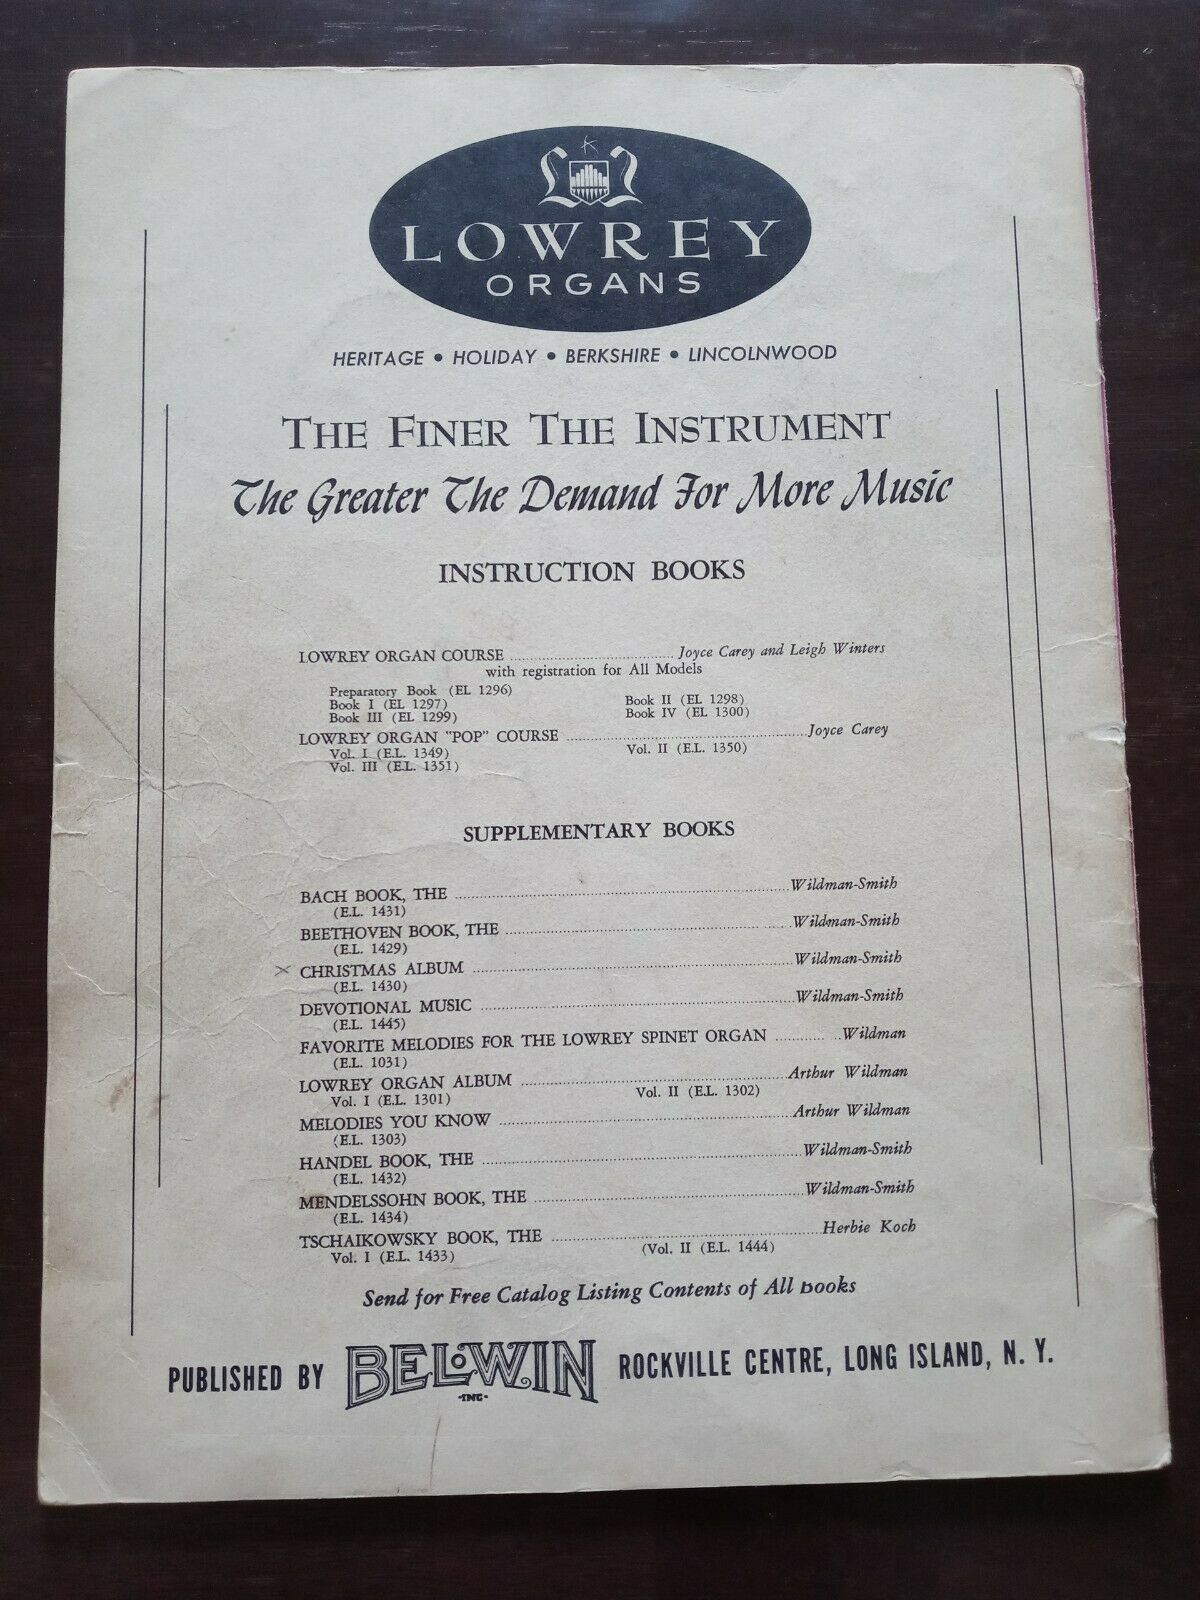 LOWREY
ORGANS
HERITAGE • HOLIDAY • BERKSHIRE • LINCOLNWOOD
THE FINER THE INSTRUMENT
The Greater The Demand For More Music
INSTRUCTION BOOKS
LOWREY ORGAN COURSE ........ Joyce Carey and Leigh Winters
with registration for All Models
Preparatory Book (EL 1296)
Book I (EL 1297) Book II (EL 1298)
Book III (EL 1299) Book IV (EL 1300)
LOWREY ORGAN "POP" COURSE ........ Joyce Carey
Vol. I (E.L. 1349) Vol. II (E.L. 1350)
Vol. III (E.L. 1351)
SUPPLEMENTARY BOOKS
BACH BOOK, THE ........ Wildman-Smith
(E.L. 1431)
BEETHOVEN BOOK, THE ........ Wildman-Smith
(E.L. 1429)
x CHRISTMAS ALBUM ........ Wildman-Smith
(E.L. 1430)
DEVOTIONAL MUSIC ........ Wildman-Smith
(E.L. 1445)
FAVORITE MELODIES FOR THE LOWREY SPINET ORGAN ........ Wildman
(E.L. 1031)
LOWREY ORGAN ALBUM ........ Arthur Wildman
Vol. I (E.L. 1301) Vol. II (E.L. 1302)
MELODIES YOU KNOW ........ Arthur Wildman
(E.L. 1303)
HANDEL BOOK, THE ........ Wildman-Smith
(E.L. 1432)
MENDELSSOHN BOOK, THE ........ Wildman-Smith
(E.L. 1434)
TSCHAIKOWSKY BOOK, THE ........ Herbie Koch
Vol. I (E.L. 1433) (Vol. II (E.L. 1444)
Send for Free Catalog Listing Contents of All Books
PUBLISHED BY BELWIN INC. ROCKVILLE CENTRE, LONG ISLAND, N. Y.